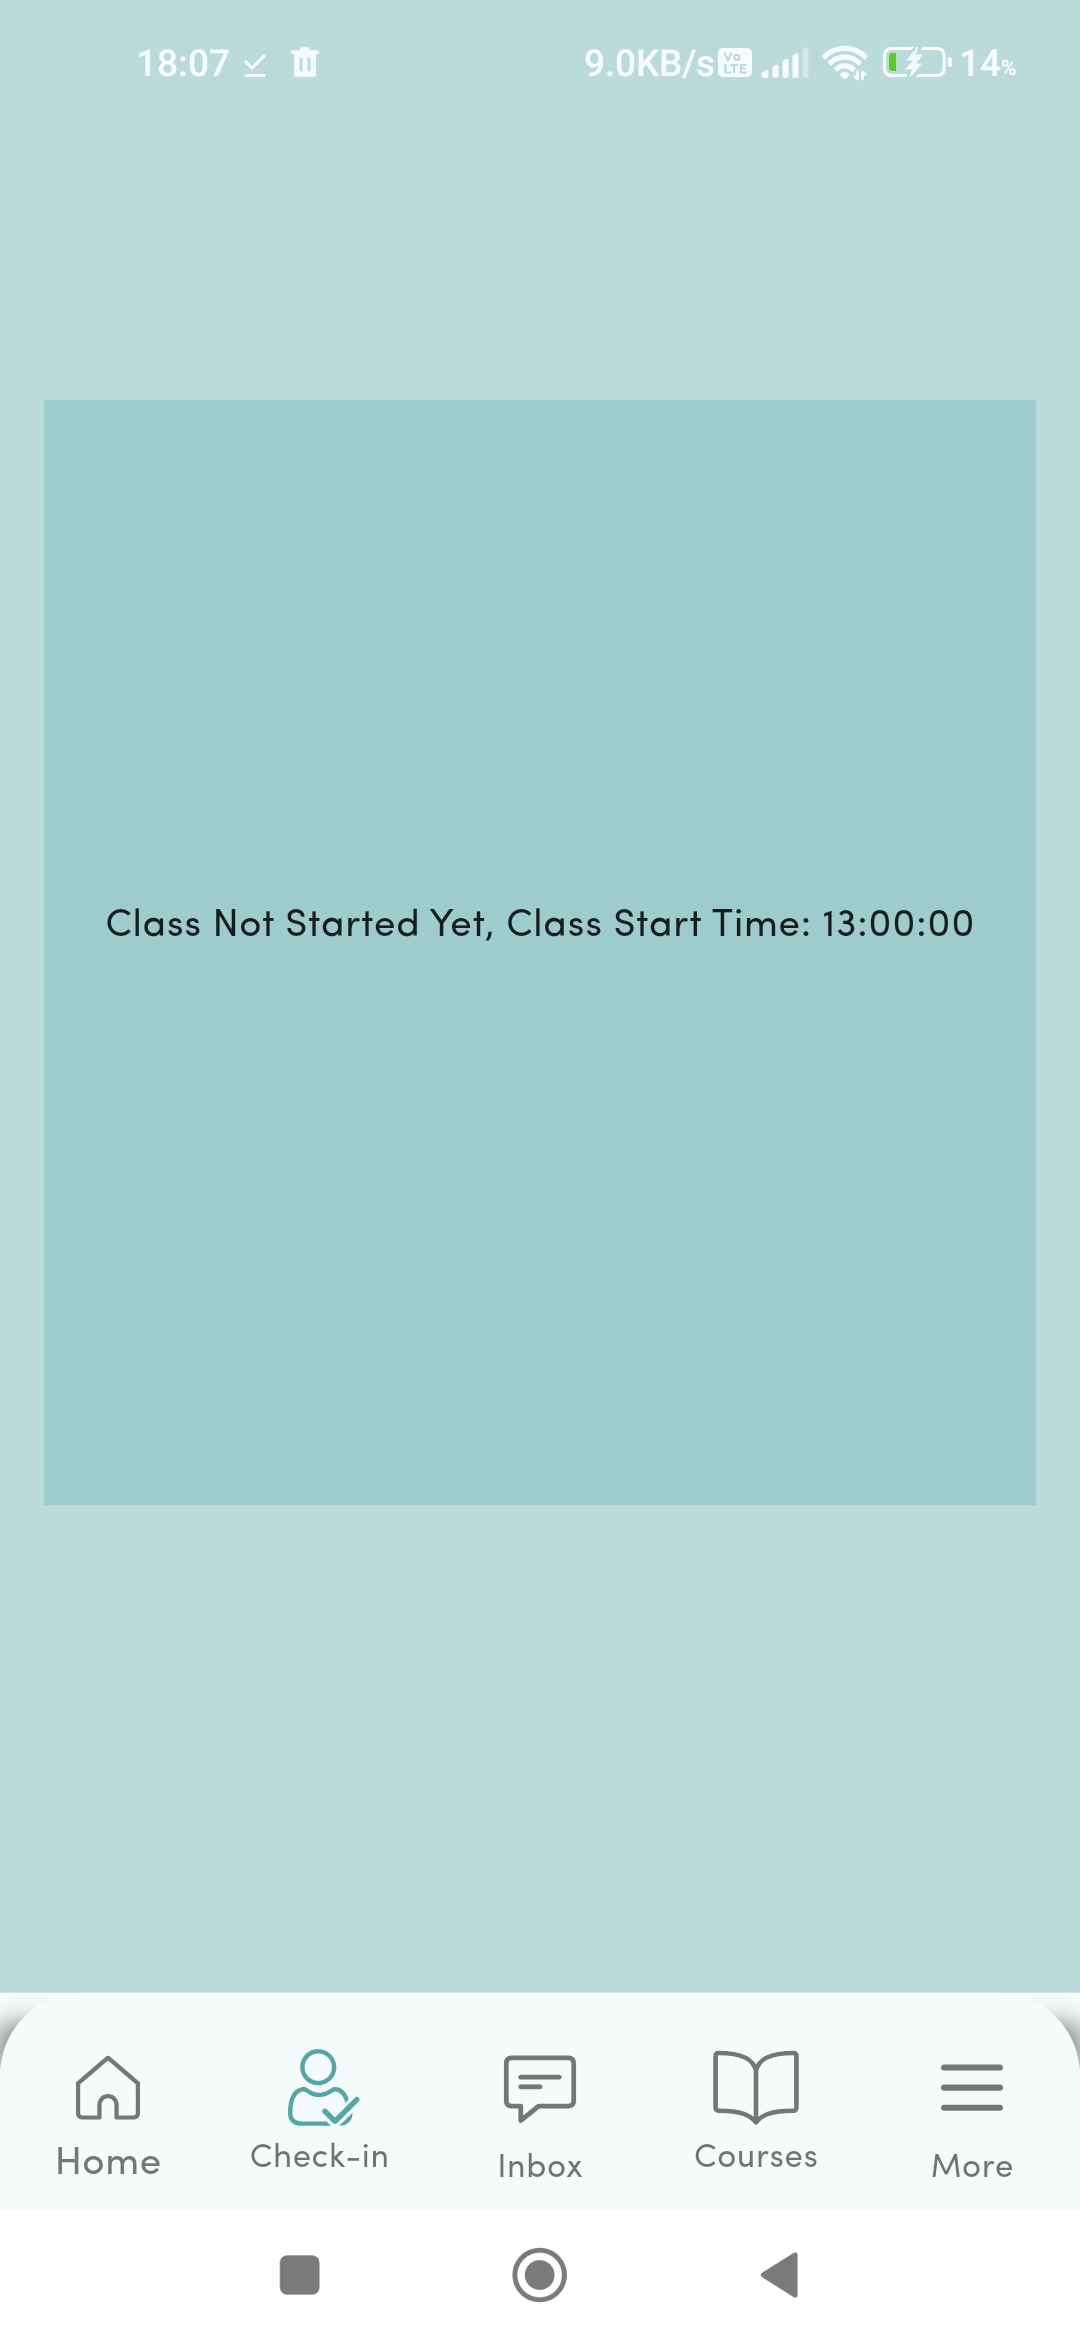 18:07 9.0KB/s Vo LTE 14%
Class Not Started Yet, Class Start Time: 13:00:00
Home Check-in Inbox Courses More